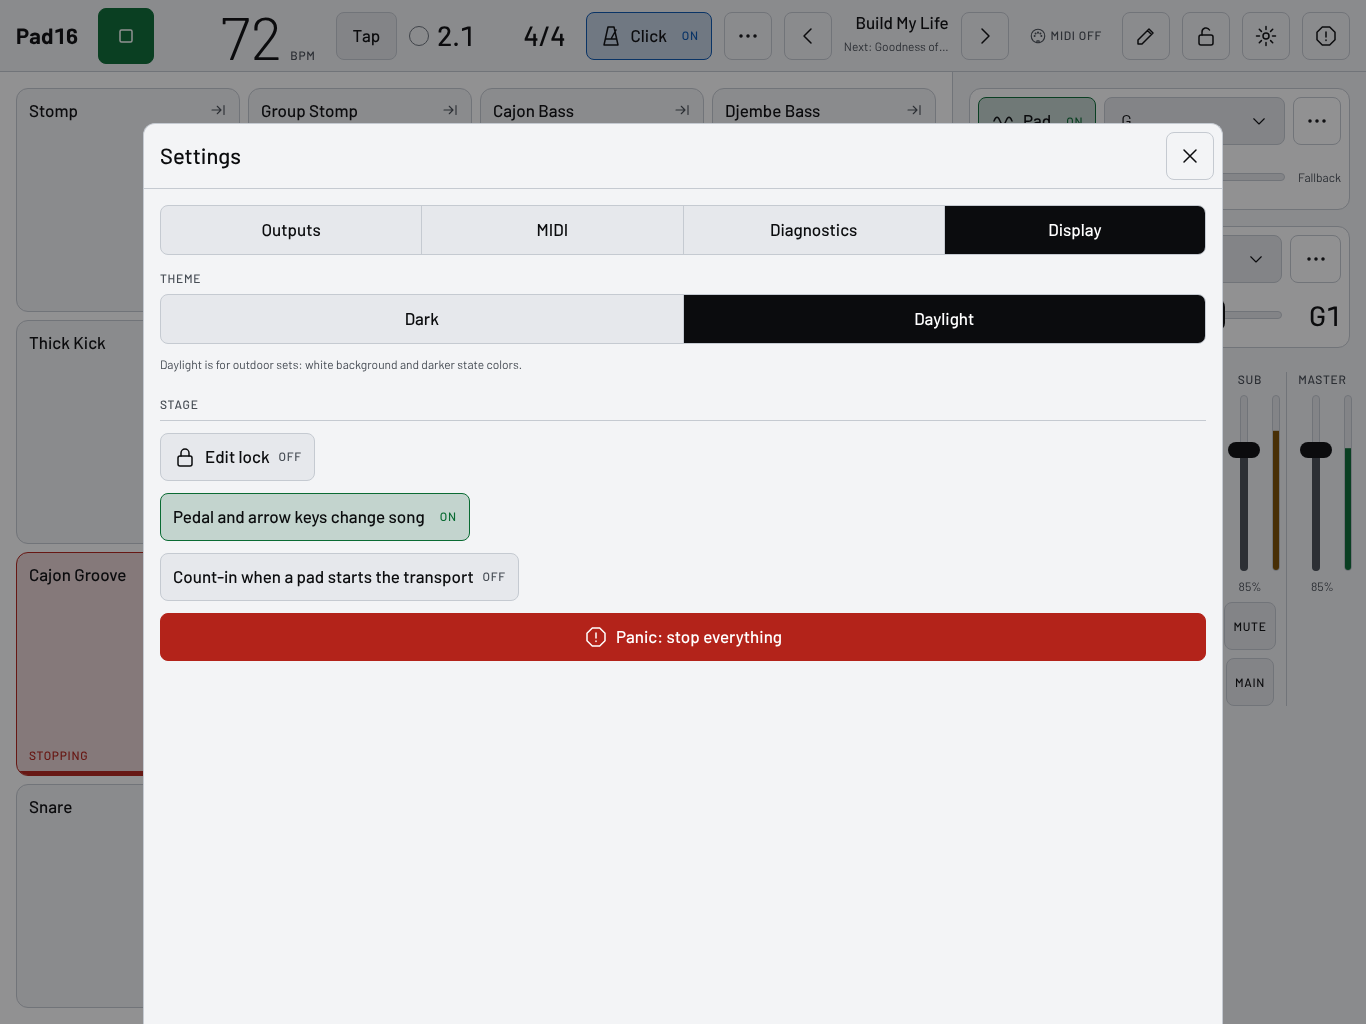 Pad16
72 BPM
Tap
2.1
4/4
Click ON
Build My Life
Next: Goodness of...
MIDI OFF
Stomp
Group Stomp
Cajon Bass
Djembe Bass
Pad ON
G
Fallback
Settings
Outputs
MIDI
Diagnostics
Display
THEME
Dark
Daylight
Daylight is for outdoor sets: white background and darker state colors.
STAGE
Edit lock OFF
Pedal and arrow keys change song ON
Count-in when a pad starts the transport OFF
Panic: stop everything
Thick Kick
Cajon Groove
STOPPING
Snare
G1
SUB
MASTER
85%
85%
MUTE
MAIN